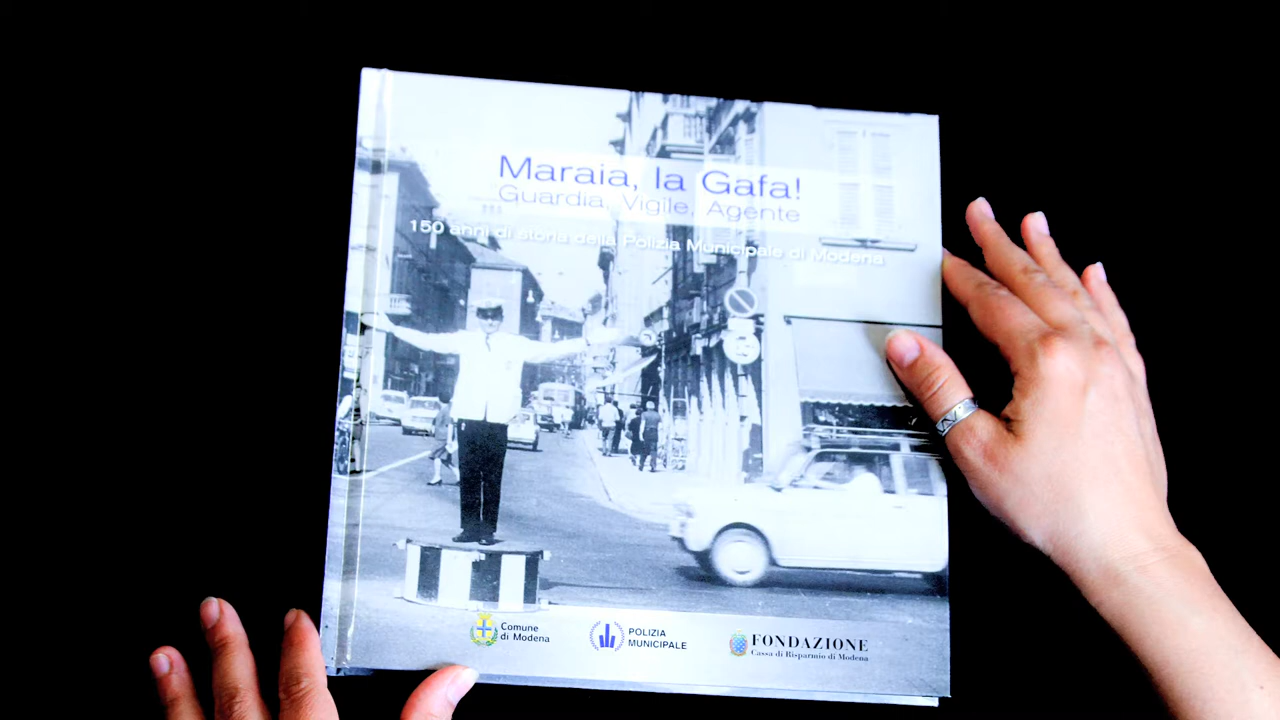 Maraia, la Gafa!
Guardia, Vigile, Agente
150 anni di storia della Polizia Municipale di Modena
Comune
di Modena
POLIZIA
MUNICIPALE
FONDAZIONE
Cassa di Risparmio di Modena